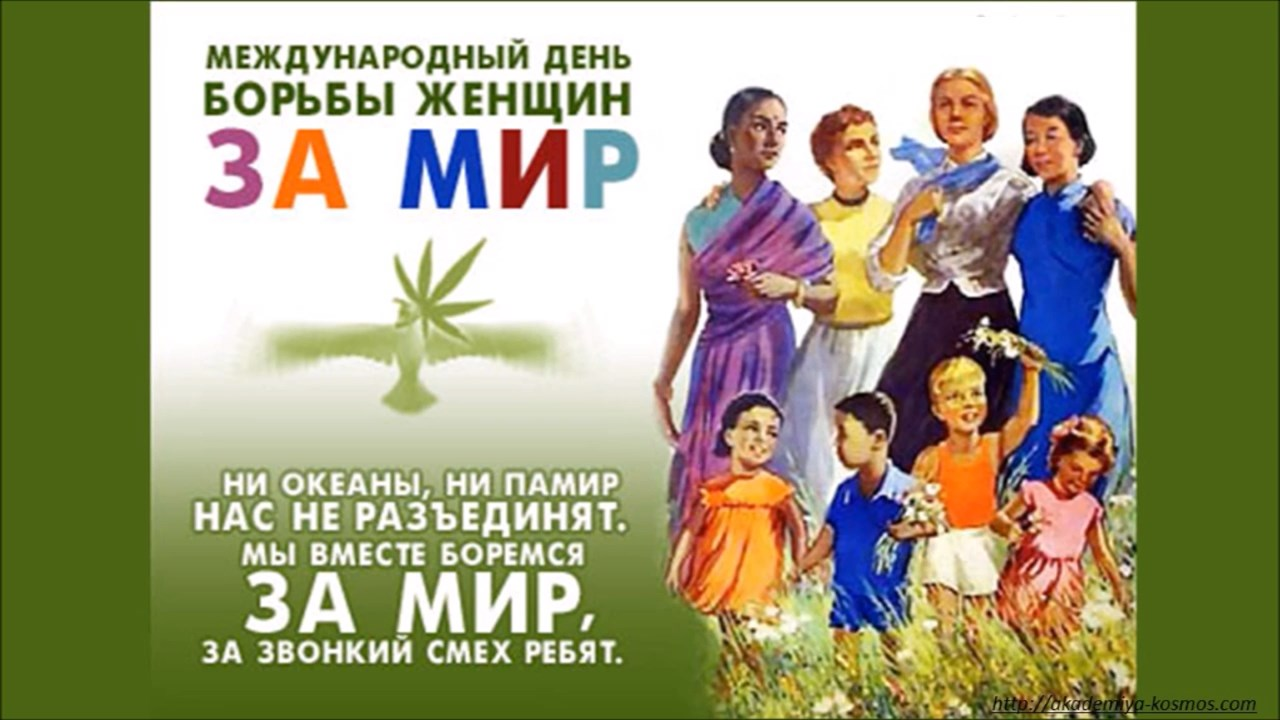 МЕЖДУНАРОДНЫЙ ДЕНЬ
БОРЬБЫ ЖЕНЩИН
ЗА МИР
НИ ОКЕАНЫ, НИ ПАМИР
НАС НЕ РАЗЪЕДИНЯТ.
МЫ ВМЕСТЕ БОРЕМСЯ
ЗА МИР,
ЗА ЗВОНКИЙ СМЕХ РЕБЯТ.
http://akademiya-kosmos.com